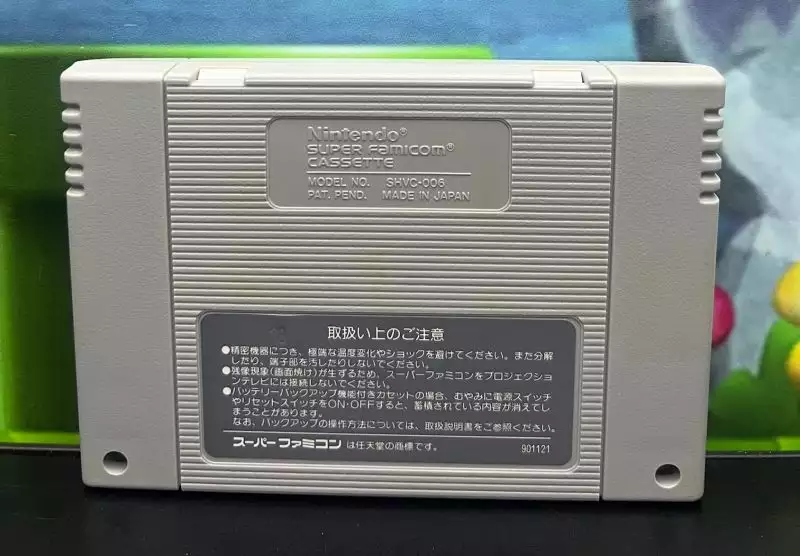 Nintendo®
SUPER FAMICOM®
CASSETTE
MODEL NO. SHVC-006
PAT. PEND. MADE IN JAPAN
取扱い上のご注意
●精密機器につき、極端な温度変化やショックを避けてください。また分解
したり、端子部を汚したりしないでください。
●残像現象(画面焼け)が生ずるため、スーパーファミコンをプロジェクショ
ンテレビには接続しないでください。
●バッテリーバックアップ機能付きカセットの場合、むやみに電源スイッチ
やリセットスイッチをON・OFFすると、蓄積されている内容が消えてし
まうことがあります。
なお、バックアップの操作方法については、取扱説明書をご参照ください。
スーパーファミコン は任天堂の商標です。 901121